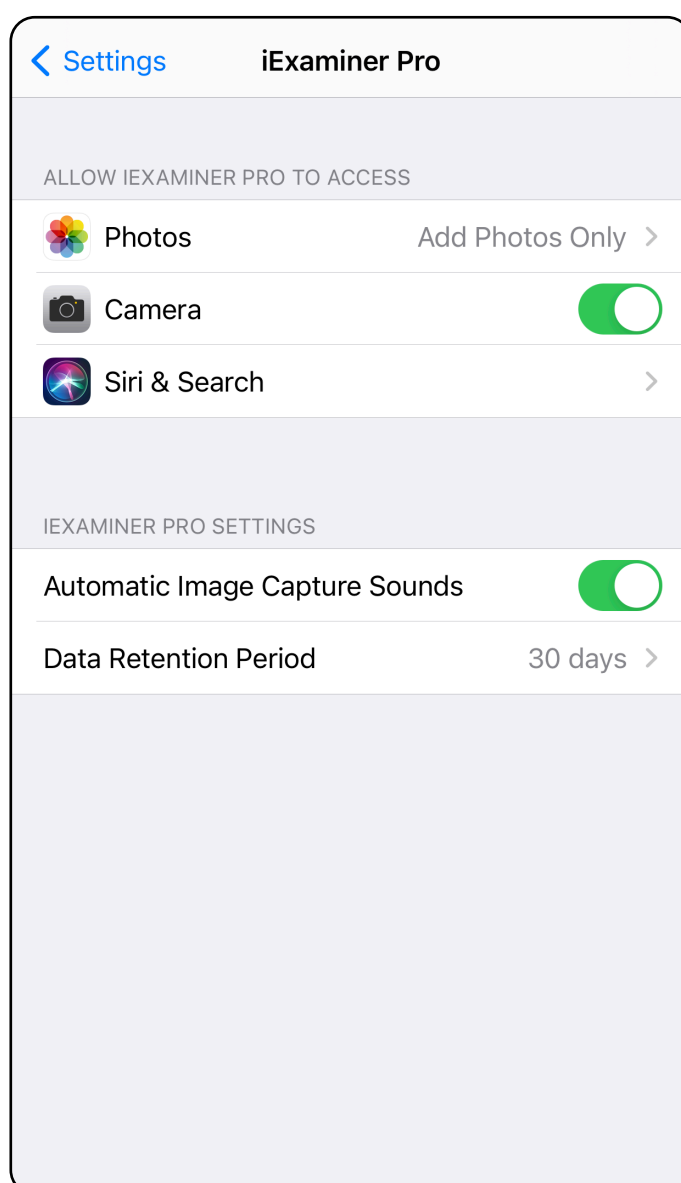 Settings iExaminer Pro
ALLOW IEXAMINER PRO TO ACCESS
Photos Add Photos Only
Camera
Siri & Search
IEXAMINER PRO SETTINGS
Automatic Image Capture Sounds
Data Retention Period 30 days